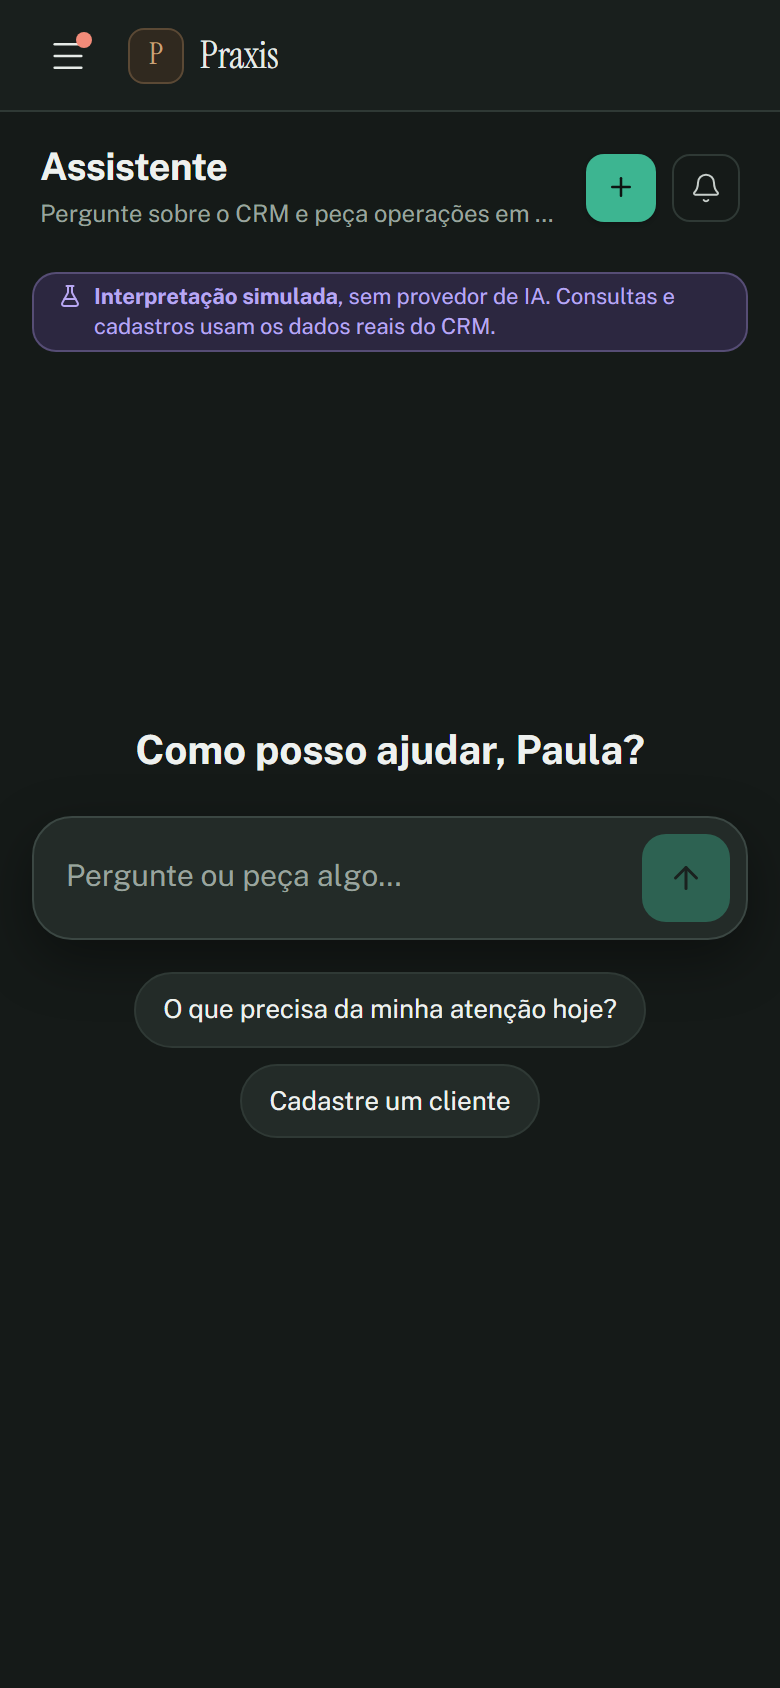 P
Praxis
Assistente
Pergunte sobre o CRM e peça operações em ...
Interpretação simulada, sem provedor de IA. Consultas e
cadastros usam os dados reais do CRM.
Como posso ajudar, Paula?
Pergunte ou peça algo...
O que precisa da minha atenção hoje?
Cadastre um cliente